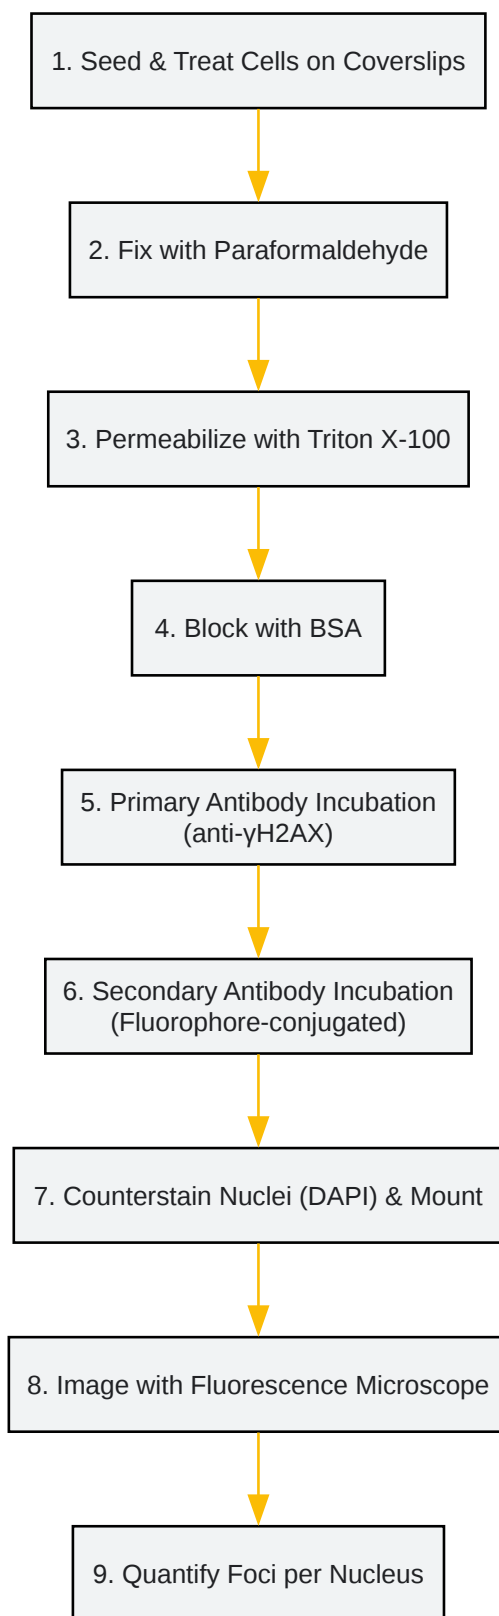 1. Seed & Treat Cells on Coverslips
2. Fix with Paraformaldehyde
3. Permeabilize with Triton X-100
4. Block with BSA
5. Primary Antibody Incubation
(anti-γH2AX)
6. Secondary Antibody Incubation
(Fluorophore-conjugated)
7. Counterstain Nuclei (DAPI) & Mount
8. Image with Fluorescence Microscope
9. Quantify Foci per Nucleus